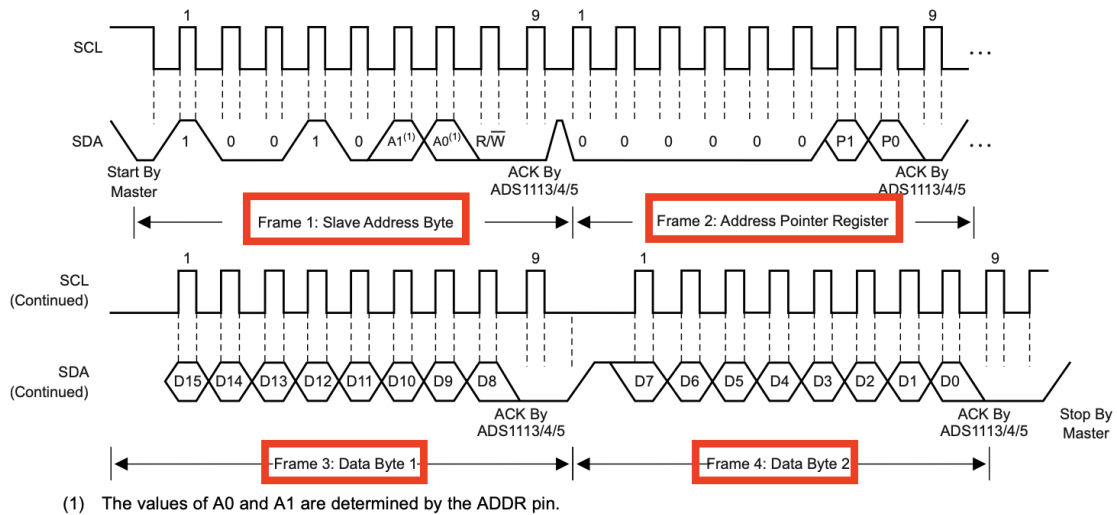 1 9 1 9
SCL ...
SDA 1 0 0 1 0 A1(1) A0(1) R/W̅ 0 0 0 0 0 0 P1 P0 ...
Start By Master
ACK By ADS1113/4/5
ACK By ADS1113/4/5
Frame 1: Slave Address Byte
Frame 2: Address Pointer Register
1 9 1 9
SCL (Continued)
SDA (Continued) D15 D14 D13 D12 D11 D10 D9 D8 D7 D6 D5 D4 D3 D2 D1 D0
ACK By ADS1113/4/5
ACK By ADS1113/4/5
Stop By Master
Frame 3: Data Byte 1
Frame 4: Data Byte 2
(1) The values of A0 and A1 are determined by the ADDR pin.